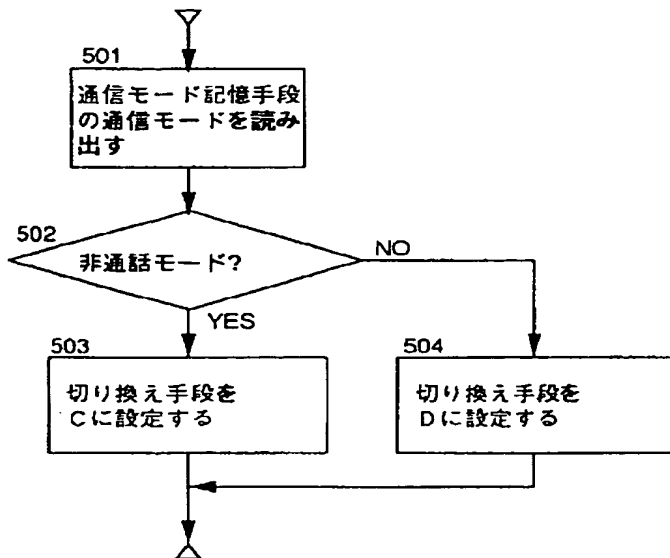 501
通信モード記憶手段
の通信モードを読み
出す
502
非通話モード?
NO
YES
503
切り換え手段を
Cに設定する
504
切り換え手段を
Dに設定する